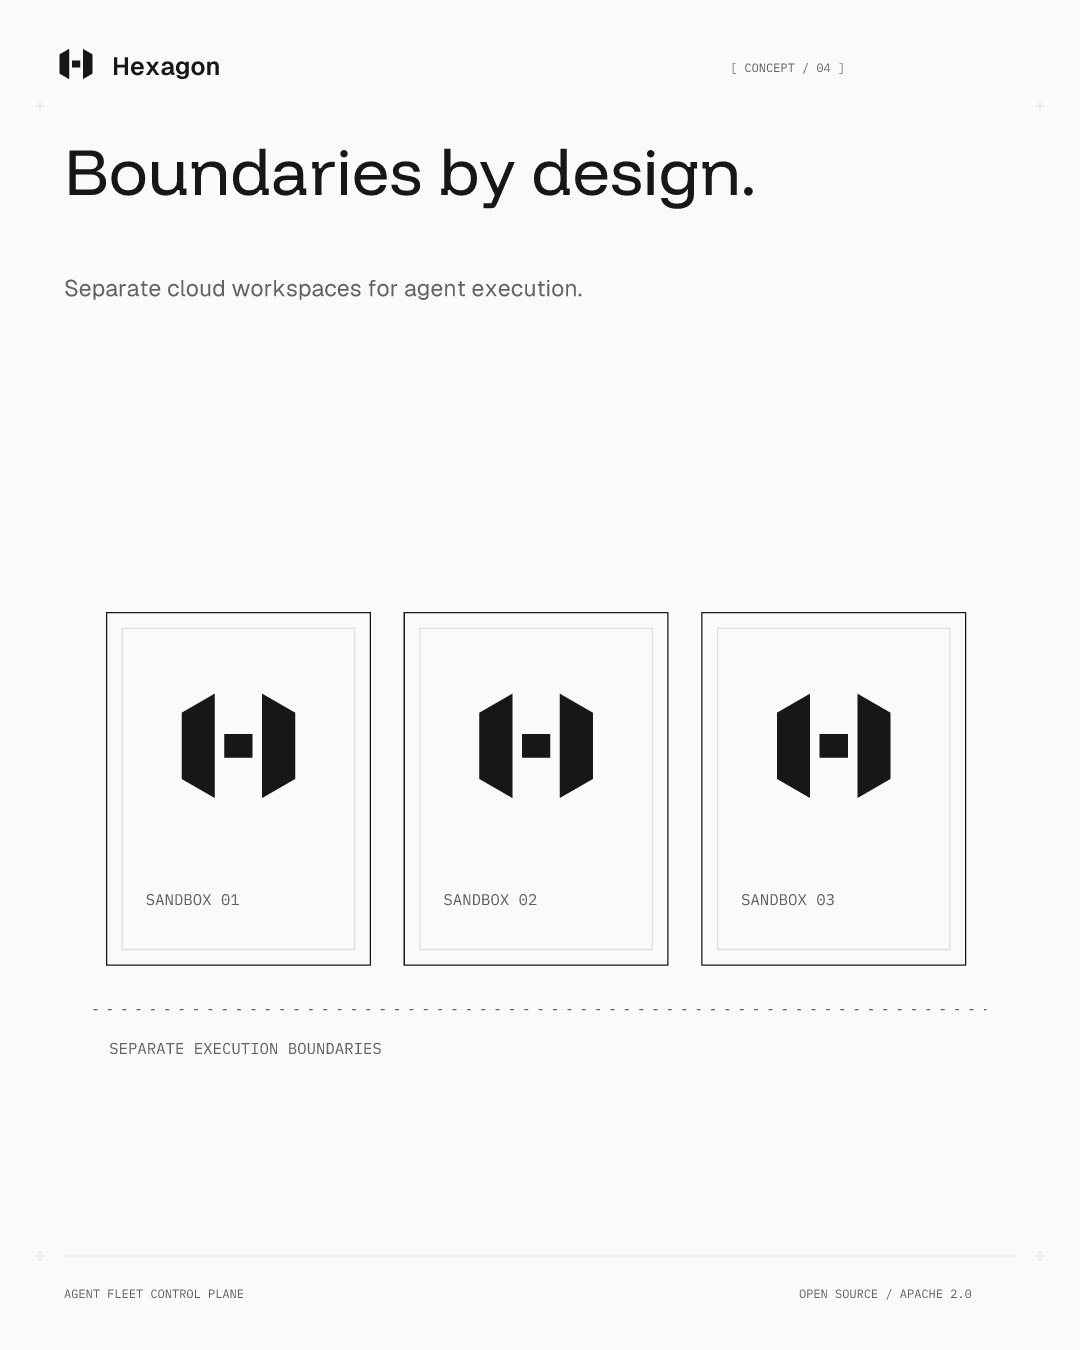 Hexagon
[ CONCEPT / 04 ]
Boundaries by design.
Separate cloud workspaces for agent execution.
SANDBOX 01
SANDBOX 02
SANDBOX 03
SEPARATE EXECUTION BOUNDARIES
AGENT FLEET CONTROL PLANE
OPEN SOURCE / APACHE 2.0